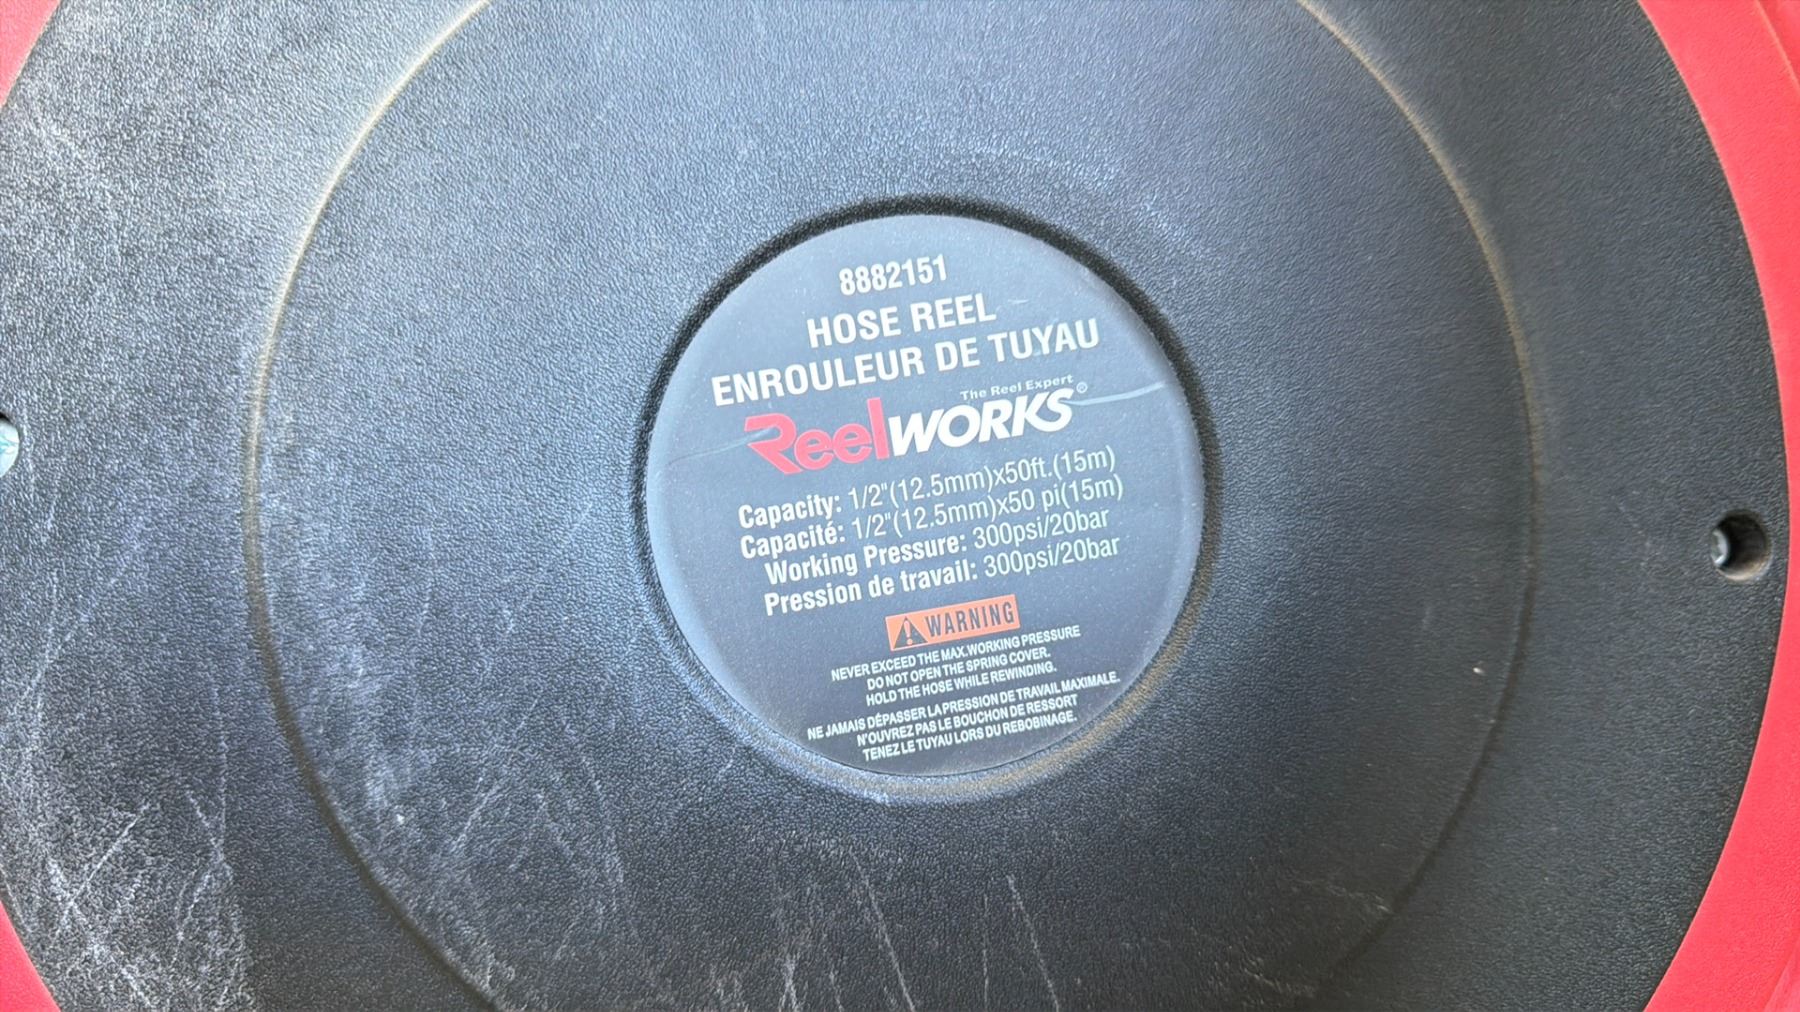 8882151
HOSE REEL
ENROULEUR DE TUYAU
The Reel Expert
ReelWORKS®
Capacity: 1/2"(12.5mm)x50ft.(15m)
Capacité: 1/2"(12.5mm)x50 pi(15m)
Working Pressure: 300psi/20bar
Pression de travail: 300psi/20bar
WARNING
NEVER EXCEED THE MAX.WORKING PRESSURE
DO NOT OPEN THE SPRING COVER.
HOLD THE HOSE WHILE REWINDING.
NE JAMAIS DÉPASSER LA PRESSION DE TRAVAIL MAXIMALE.
N'OUVREZ PAS LE BOUCHON DE RESSORT
TENEZ LE TUYAU LORS DU REBOBINAGE.